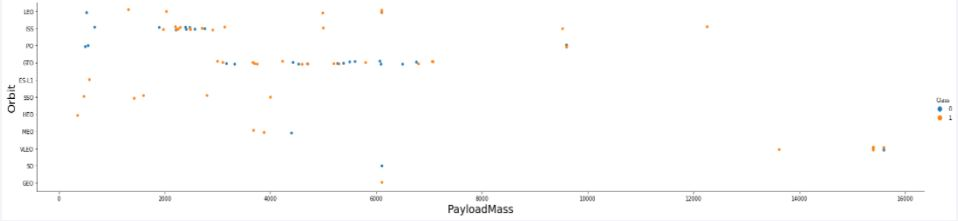 LEO
ISS
PO
GTO
ES-L1
SSO
HEO
MEO
VLEO
SO
GEO
Orbit
0
2000
4000
6000
8000
10000
12000
14000
16000
PayloadMass
Class
0
1